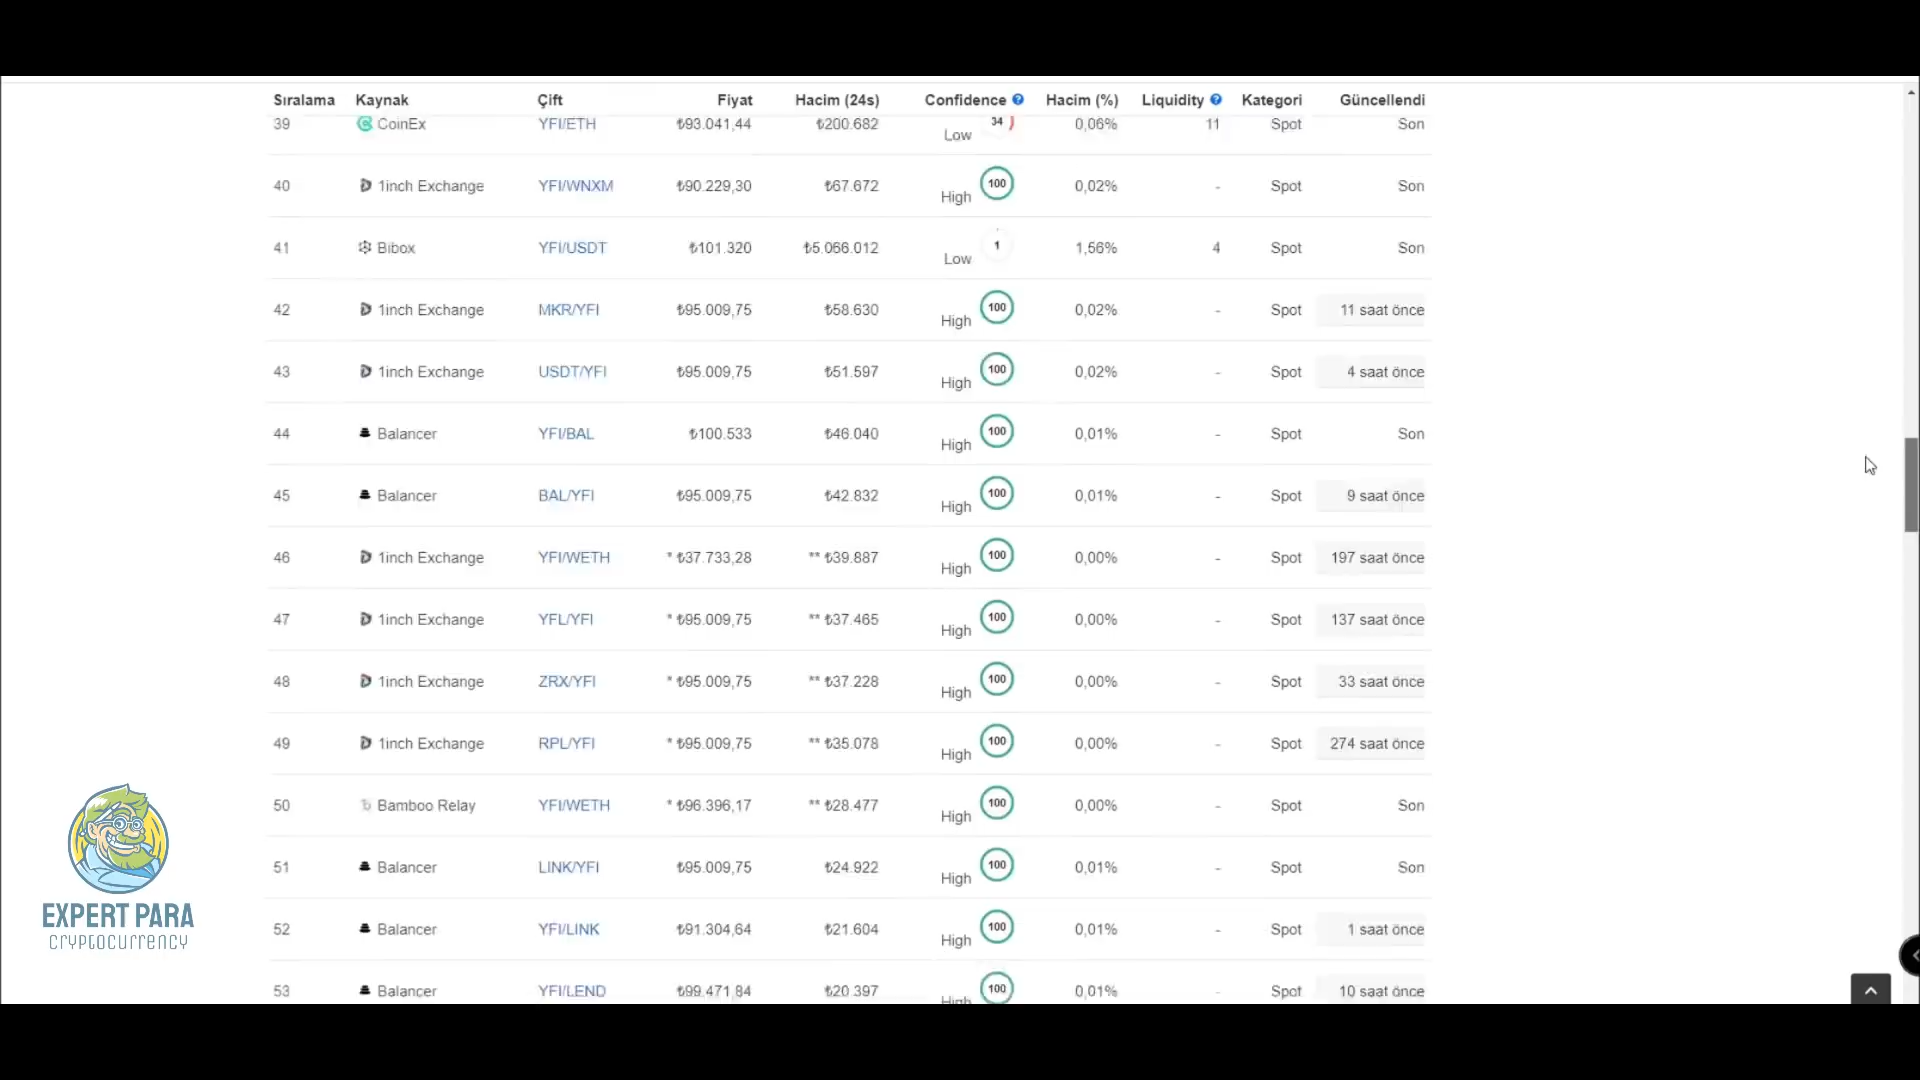 Sıralama Kaynak Çift Fiyat Hacim (24s) Confidence Hacim (%) Liquidity Kategori Güncellendi
39 CoinEx YFI/ETH ₺93.041,44 ₺200.682 Low 34 0,06% 11 Spot Son
40 1inch Exchange YFI/WNXM ₺90.229,30 ₺67.672 High 100 0,02% - Spot Son
41 Bibox YFI/USDT ₺101.320 ₺5.066.012 Low 1 1,56% 4 Spot Son
42 1inch Exchange MKR/YFI ₺95.009,75 ₺58.630 High 100 0,02% - Spot 11 saat önce
43 1inch Exchange USDT/YFI ₺95.009,75 ₺51.597 High 100 0,02% - Spot 4 saat önce
44 Balancer YFI/BAL ₺100.533 ₺46.040 High 100 0,01% - Spot Son
45 Balancer BAL/YFI ₺95.009,75 ₺42.832 High 100 0,01% - Spot 9 saat önce
46 1inch Exchange YFI/WETH * ₺37.733,28 ** ₺39.887 High 100 0,00% - Spot 197 saat önce
47 1inch Exchange YFL/YFI * ₺95.009,75 ** ₺37.465 High 100 0,00% - Spot 137 saat önce
48 1inch Exchange ZRX/YFI * ₺95.009,75 ** ₺37.228 High 100 0,00% - Spot 33 saat önce
49 1inch Exchange RPL/YFI * ₺95.009,75 ** ₺35.078 High 100 0,00% - Spot 274 saat önce
50 Bamboo Relay YFI/WETH * ₺96.396,17 ** ₺28.477 High 100 0,00% - Spot Son
51 Balancer LINK/YFI ₺95.009,75 ₺24.922 High 100 0,01% - Spot Son
52 Balancer YFI/LINK ₺91.304,64 ₺21.604 High 100 0,01% - Spot 1 saat önce
53 Balancer YFI/LEND ₺99.471,84 ₺20.397 High 100 0,01% - Spot 10 saat önce
EXPERT PARA
CRYPTOCURRENCY